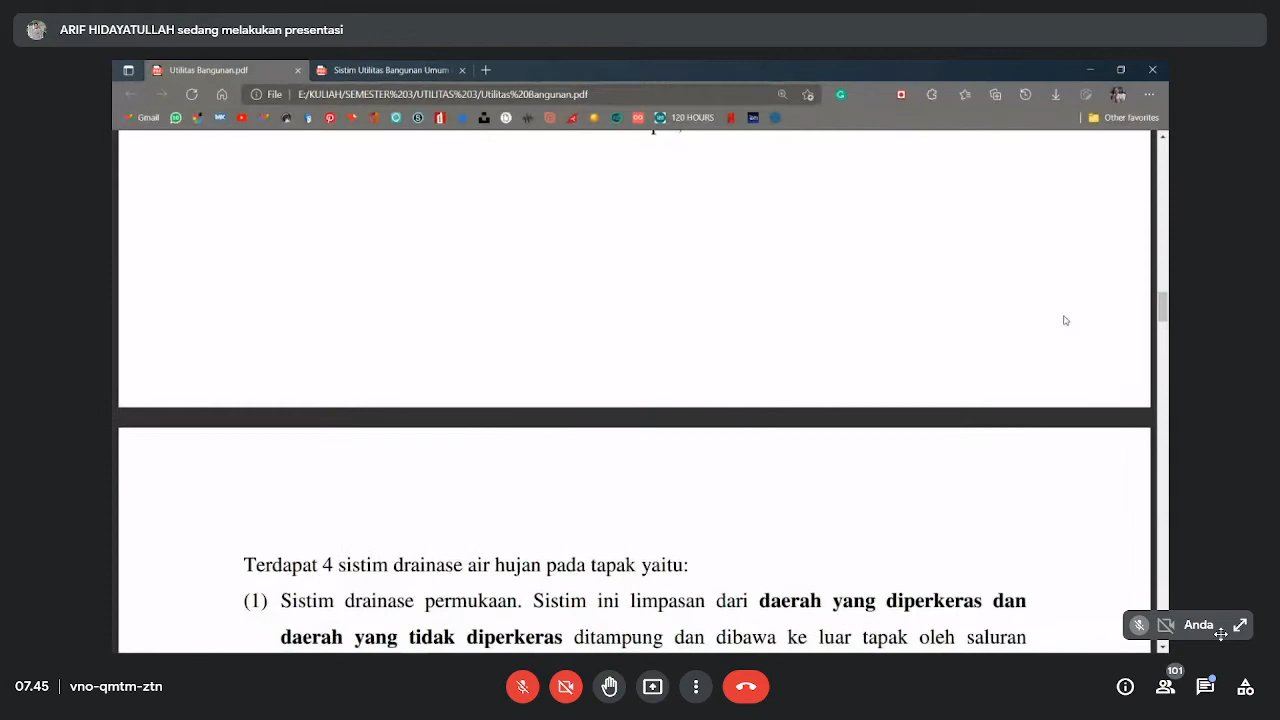 ARIF HIDAYATULLAH sedang melakukan presentasi
Utilitas Bangunan.pdf
Sistim Utilitas Bangunan Umum
File
E:/KULIAH/SEMESTER%203/UTILITAS%203/Utilitas%20Bangunan.pdf
Gmail
120 HOURS
Other favorites
Terdapat 4 sistim drainase air hujan pada tapak yaitu:
(1) Sistim drainase permukaan. Sistim ini limpasan dari daerah yang diperkeras dan
daerah yang tidak diperkeras ditampung dan dibawa ke luar tapak oleh saluran
Anda
07.45 | vno-qmtm-ztn
101